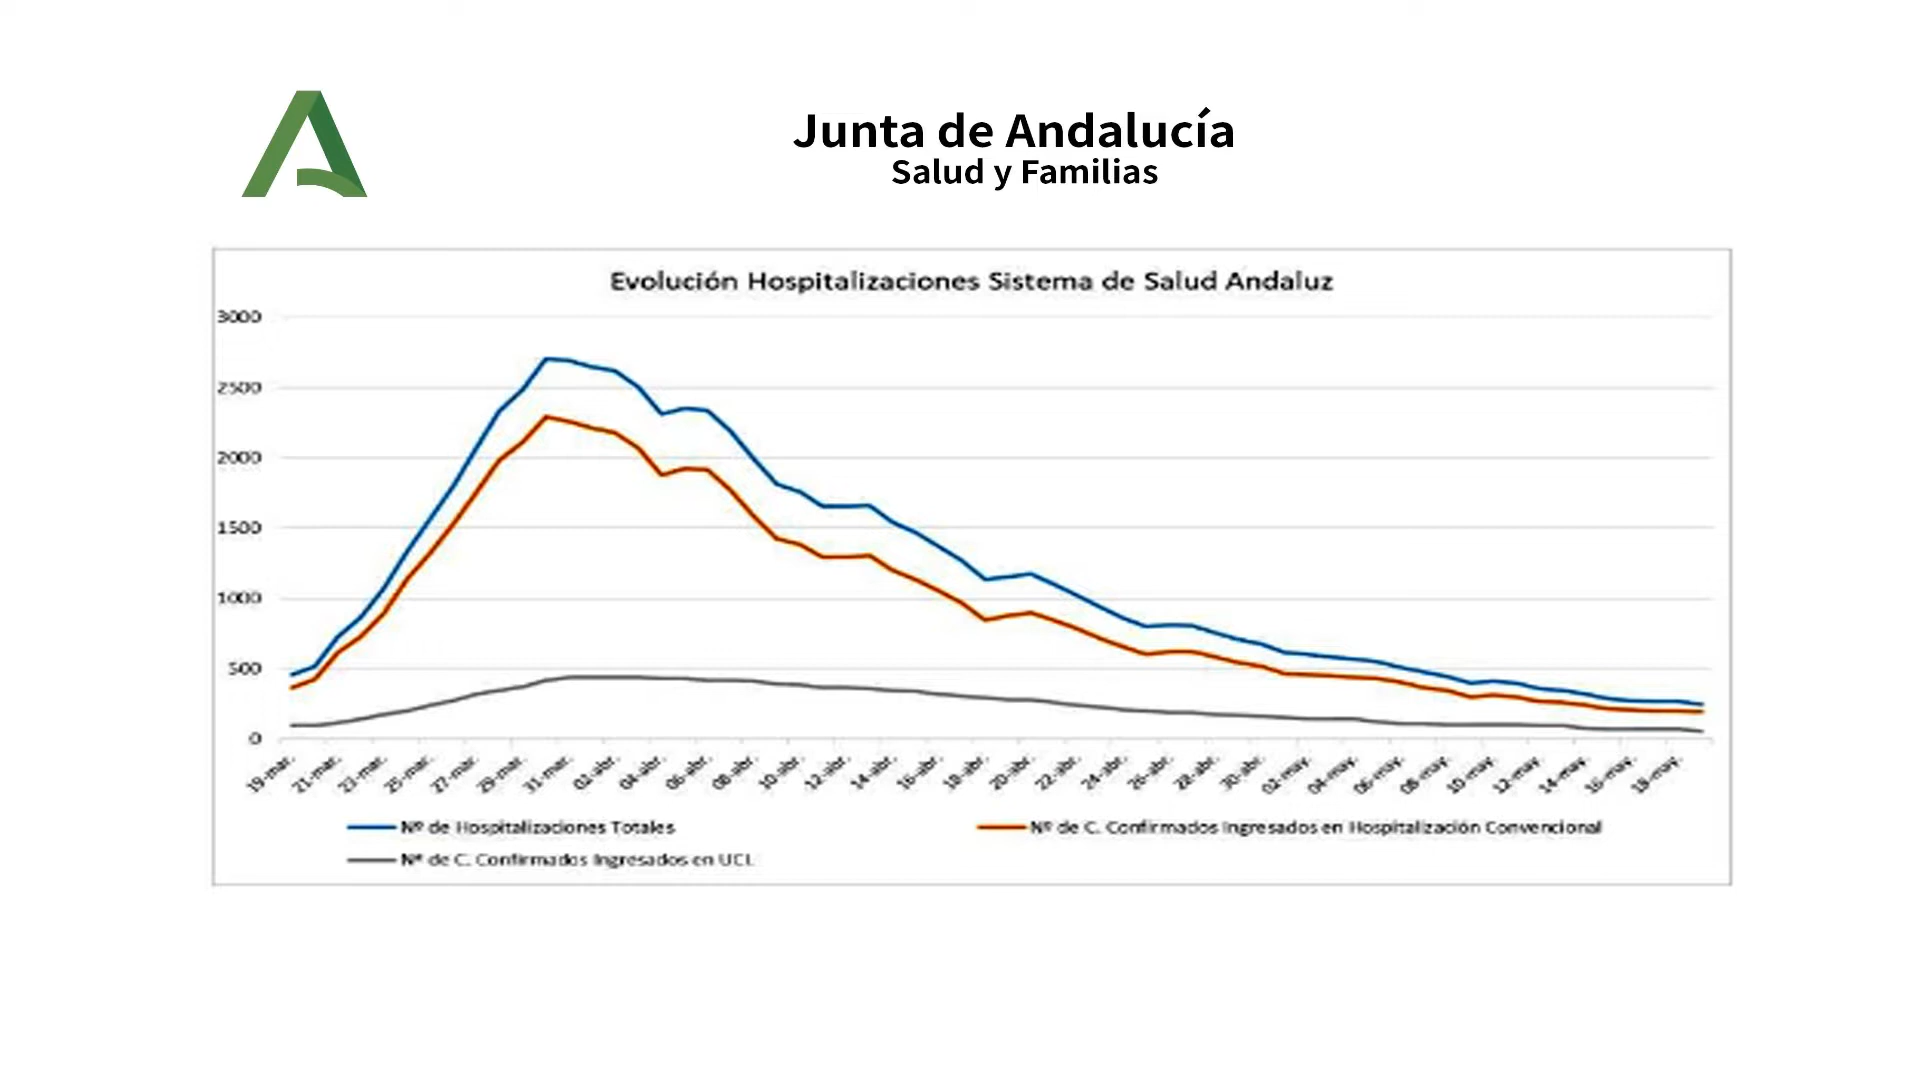 Junta de Andalucía
Salud y Familias
Evolución Hospitalizaciones Sistema de Salud Andaluz
3000
2500
2000
1500
1000
500
0
19-mar.
21-mar.
23-mar.
25-mar.
27-mar.
29-mar.
31-mar.
02-abr.
04-abr.
06-abr.
08-abr.
10-abr.
12-abr.
14-abr.
16-abr.
18-abr.
20-abr.
22-abr.
24-abr.
26-abr.
28-abr.
30-abr.
02-may.
04-may.
06-may.
08-may.
10-may.
12-may.
14-may.
16-may.
18-may.
Nº de Hospitalizaciones Totales
Nº de C. Confirmados Ingresados en Hospitalización Convencional
Nº de C. Confirmados Ingresados en UCI.